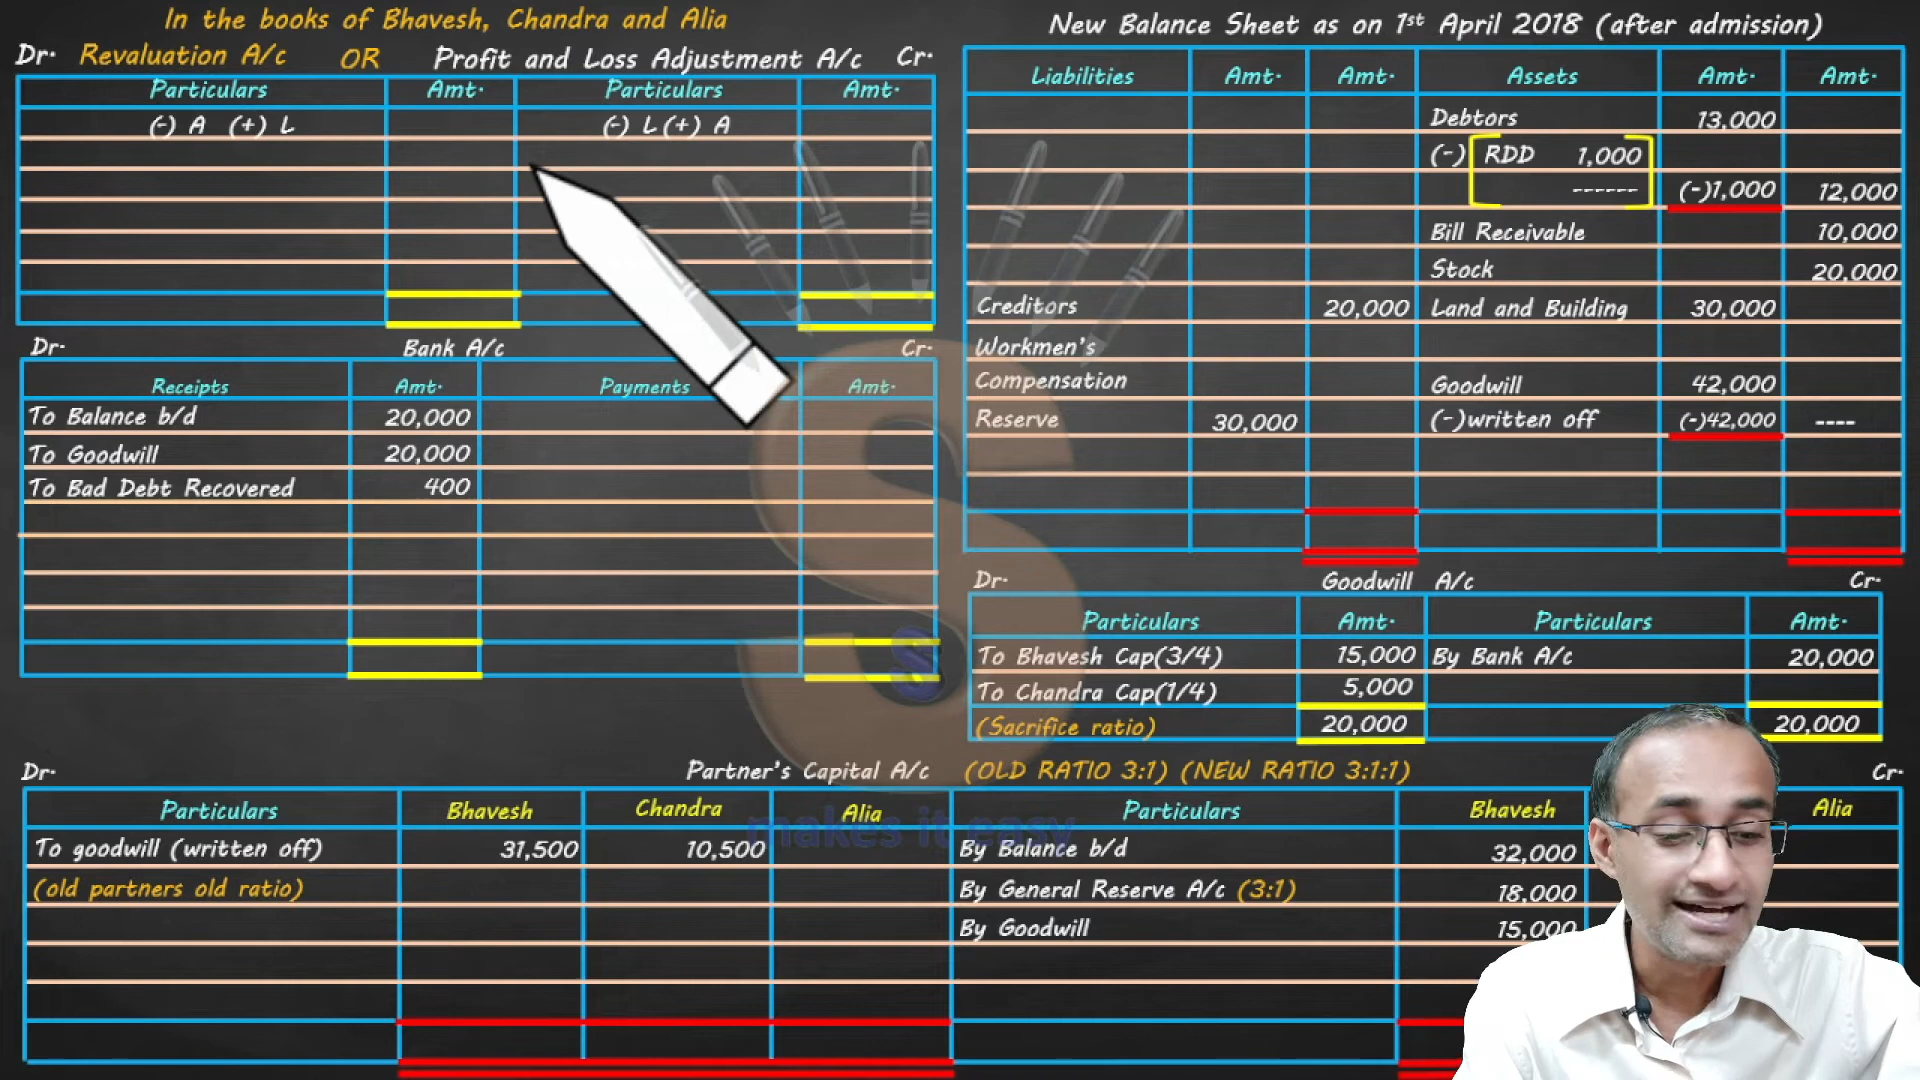 In the books of Bhavesh, Chandra and Alia
Dr. Revaluation A/c OR Profit and Loss Adjustment A/c Cr.
Particulars Amt. Particulars Amt.
(-) A (+) L (-) L (+) A
Dr. Bank A/c Cr.
Receipts Amt. Payments Amt.
To Balance b/d 20,000
To Goodwill 20,000
To Bad Debt Recovered 400
New Balance Sheet as on 1st April 2018 (after admission)
Liabilities Amt. Amt. Assets Amt. Amt.
Debtors 13,000
(-) RDD 1,000
------ (-)1,000 12,000
Bill Receivable 10,000
Stock 20,000
Creditors 20,000 Land and Building 30,000
Workmen's
Compensation Goodwill 42,000
Reserve 30,000 (-)written off (-)42,000 ----
Dr. Goodwill A/c Cr.
Particulars Amt. Particulars Amt.
To Bhavesh Cap(3/4) 15,000 By Bank A/c 20,000
To Chandra Cap(1/4) 5,000
(Sacrifice ratio) 20,000 20,000
S
makes it easy
Dr. Partner's Capital A/c (OLD RATIO 3:1) (NEW RATIO 3:1:1) Cr.
Particulars Bhavesh Chandra Alia Particulars Bhavesh Alia
To goodwill (written off) 31,500 10,500 By Balance b/d 32,000
(old partners old ratio) By General Reserve A/c (3:1) 18,000
By Goodwill 15,000